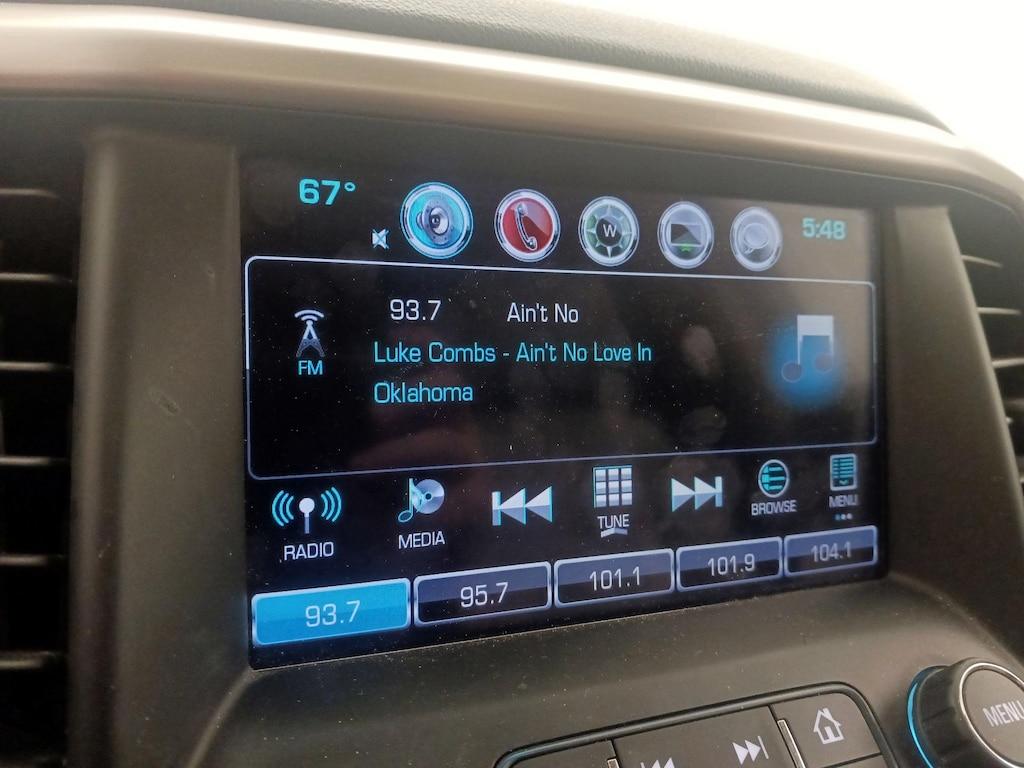 67°
W
5:48
93.7 Ain't No
FM
Luke Combs - Ain't No Love In
Oklahoma
RADIO
MEDIA
TUNE
BROWSE
MENU
93.7
95.7
101.1
101.9
104.1
MENU